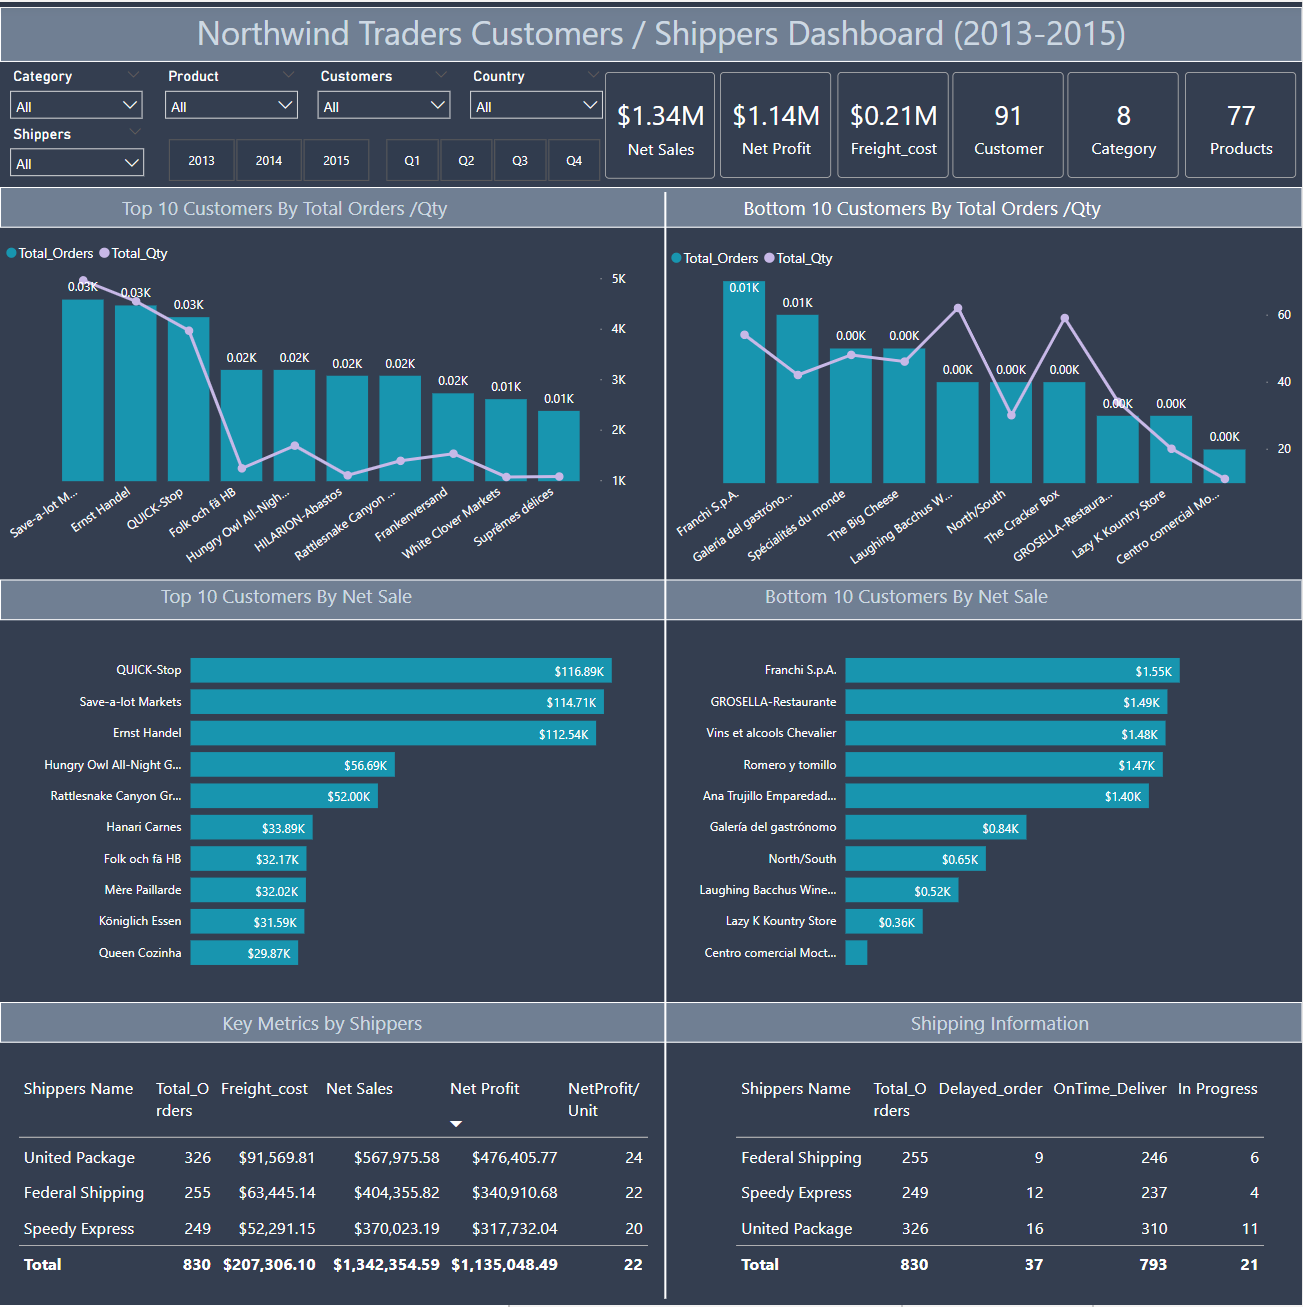 Northwind Traders Customers / Shippers Dashboard (2013-2015)
Category
All
Product
All
Customers
All
Country
All
Shippers
All
2013
2014
2015
Q1
Q2
Q3
Q4
$1.34M
Net Sales
$1.14M
Net Profit
$0.21M
Freight_cost
91
Customer
8
Category
77
Products
Top 10 Customers By Total Orders /Qty
Total_Orders Total_Qty
0.03K
0.03K
0.03K
0.02K
0.02K
0.02K
0.02K
0.02K
0.01K
0.01K
5K
4K
3K
2K
1K
Save-a-lot M...
Ernst Handel
QUICK-Stop
Folk och fä HB
Hungry Owl All-Nigh...
HILARION-Abastos
Rattlesnake Canyon ...
Frankenversand
White Clover Markets
Suprêmes délices
Bottom 10 Customers By Total Orders /Qty
Total_Orders Total_Qty
0.01K
0.01K
0.00K
0.00K
0.00K
0.00K
0.00K
0.00K
0.00K
0.00K
60
40
20
Franchi S.p.A.
Galería del gastróno...
Spécialités du monde
The Big Cheese
Laughing Bacchus W...
North/South
The Cracker Box
GROSELLA-Restaura...
Lazy K Kountry Store
Centro comercial Mo...
Top 10 Customers By Net Sale
QUICK-Stop $116.89K
Save-a-lot Markets $114.71K
Ernst Handel $112.54K
Hungry Owl All-Night G... $56.69K
Rattlesnake Canyon Gr... $52.00K
Hanari Carnes $33.89K
Folk och fä HB $32.17K
Mère Paillarde $32.02K
Königlich Essen $31.59K
Queen Cozinha $29.87K
Bottom 10 Customers By Net Sale
Franchi S.p.A. $1.55K
GROSELLA-Restaurante $1.49K
Vins et alcools Chevalier $1.48K
Romero y tomillo $1.47K
Ana Trujillo Emparedad... $1.40K
Galería del gastrónomo $0.84K
North/South $0.65K
Laughing Bacchus Wine... $0.52K
Lazy K Kountry Store $0.36K
Centro comercial Moct...
Key Metrics by Shippers
Shippers Name Total_O Freight_cost Net Sales Net Profit NetProfit/
rders Unit
United Package 326 $91,569.81 $567,975.58 $476,405.77 24
Federal Shipping 255 $63,445.14 $404,355.82 $340,910.68 22
Speedy Express 249 $52,291.15 $370,023.19 $317,732.04 20
Total 830 $207,306.10 $1,342,354.59 $1,135,048.49 22
Shipping Information
Shippers Name Total_O Delayed_order OnTime_Deliver In Progress
rders
Federal Shipping 255 9 246 6
Speedy Express 249 12 237 4
United Package 326 16 310 11
Total 830 37 793 21